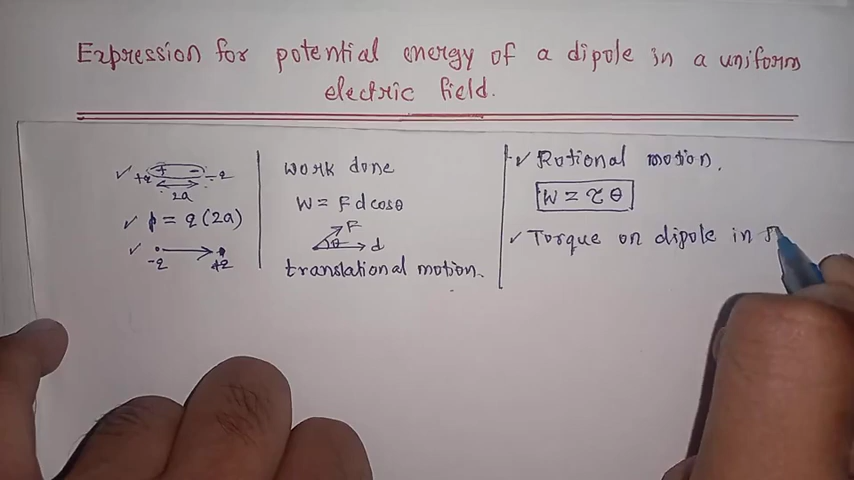 Expression for potential energy of a dipole in a uniform
electric field.
+q + - -q
2a
p = q (2a)
-q +q
work done
W = F d cosθ
F
θ d
translational motion.
Rotional motion.
W = τ θ
Torque on dipole in